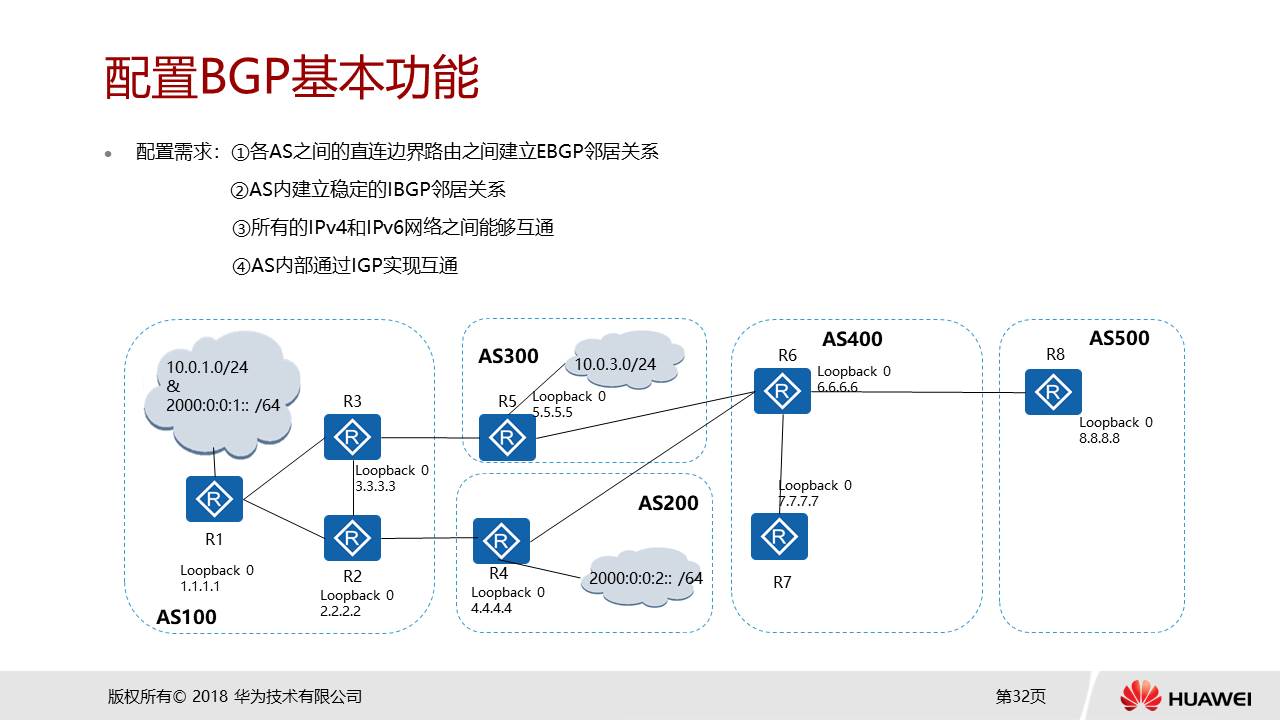 配置BGP基本功能
• 配置需求：①各AS之间的直连边界路由之间建立EBGP邻居关系
②AS内建立稳定的IBGP邻居关系
③所有的IPv4和IPv6网络之间能够互通
④AS内部通过IGP实现互通
10.0.1.0/24
&
2000:0:0:1:: /64
R1
Loopback 0
1.1.1.1
AS100
R3
Loopback 0
3.3.3.3
R2
Loopback 0
2.2.2.2
AS300
10.0.3.0/24
R5
Loopback 0
5.5.5.5
AS200
R4
Loopback 0
4.4.4.4
2000:0:0:2:: /64
AS400
R6
Loopback 0
6.6.6.6
Loopback 0
7.7.7.7
R7
AS500
R8
Loopback 0
8.8.8.8
R
R
R
R
R
R
R
R
版权所有© 2018 华为技术有限公司
第32页
HUAWEI